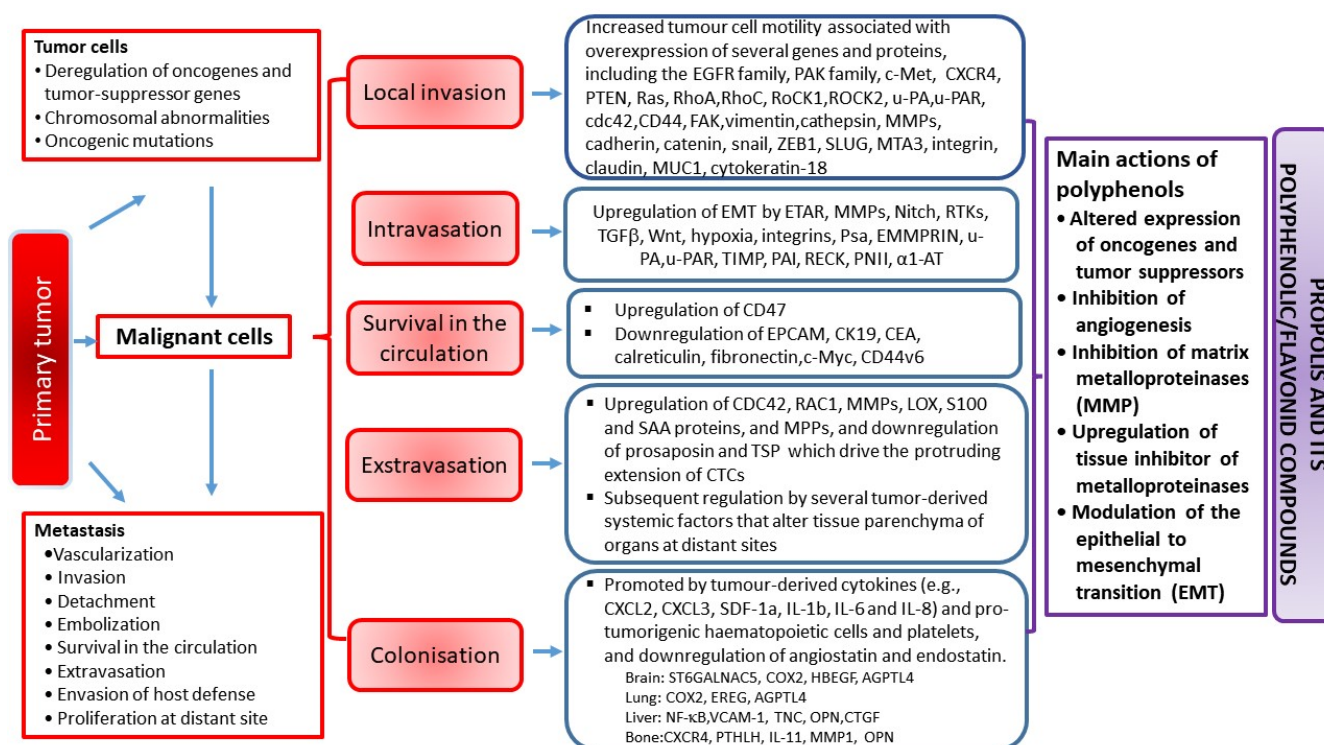 Tumor cells
• Deregulation of oncogenes and
tumor-suppressor genes
• Chromosomal abnormalities
• Oncogenic mutations
Primary tumor
Malignant cells
Metastasis
•Vascularization
• Invasion
• Detachment
• Embolization
• Survival in the circulation
• Extravasation
• Envasion of host defense
• Proliferation at distant site
Local invasion
Increased tumour cell motility associated with
overexpression of several genes and proteins,
including the EGFR family, PAK family, c-Met, CXCR4,
PTEN, Ras, RhoA,RhoC, RoCK1,ROCK2, u-PA,u-PAR,
cdc42,CD44, FAK,vimentin,cathepsin, MMPs,
cadherin, catenin, snail, ZEB1, SLUG, MTA3, integrin,
claudin, MUC1, cytokeratin-18
Intravasation
Upregulation of EMT by ETAR, MMPs, Nitch, RTKs,
TGFβ, Wnt, hypoxia, integrins, Psa, EMMPRIN, u-
PA,u-PAR, TIMP, PAI, RECK, PNII, α1-AT
Survival in the
circulation
▪ Upregulation of CD47
▪ Downregulation of EPCAM, CK19, CEA,
calreticulin, fibronectin,c-Myc, CD44v6
Exstravasation
▪ Upregulation of CDC42, RAC1, MMPs, LOX, S100
and SAA proteins, and MPPs, and downregulation
of prosaposin and TSP which drive the protruding
extension of CTCs
▪ Subsequent regulation by several tumor-derived
systemic factors that alter tissue parenchyma of
organs at distant sites
Colonisation
▪ Promoted by tumour-derived cytokines (e.g.,
CXCL2, CXCL3, SDF-1a, IL-1b, IL-6 and IL-8) and pro-
tumorigenic haematopoietic cells and platelets,
and downregulation of angiostatin and endostatin.
Brain: ST6GALNAC5, COX2, HBEGF, AGPTL4
Lung: COX2, EREG, AGPTL4
Liver: NF-κB,VCAM-1, TNC, OPN,CTGF
Bone:CXCR4, PTHLH, IL-11, MMP1, OPN
Main actions of
polyphenols
• Altered expression
of oncogenes and
tumor suppressors
• Inhibition of
angiogenesis
• Inhibition of matrix
metalloproteinases
(MMP)
• Upregulation of
tissue inhibitor of
metalloproteinases
• Modulation of the
epithelial to
mesenchymal
transition (EMT)
PROPOLIS AND ITS
POLYPHENOLIC/FLAVONID COMPOUNDS